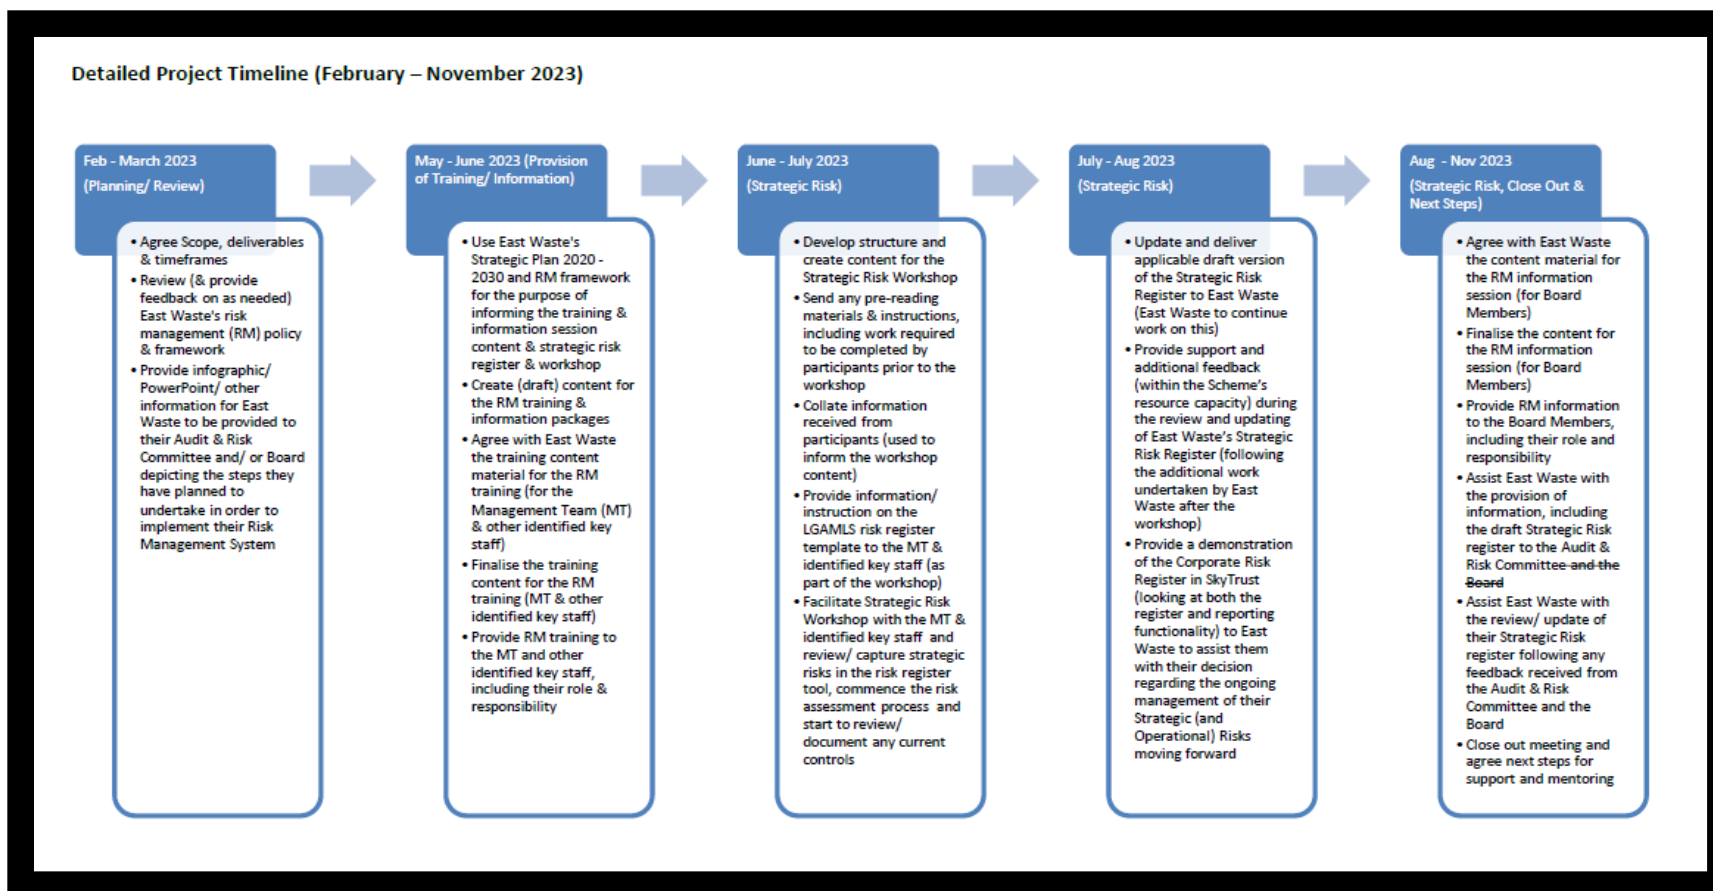 Detailed Project Timeline (February – November 2023)
Feb - March 2023
(Planning/ Review)
• Agree Scope, deliverables
& timeframes
• Review (& provide
feedback on as needed)
East Waste's risk
management (RM) policy
& framework
• Provide infographic/
PowerPoint/ other
information for East
Waste to be provided to
their Audit & Risk
Committee and/ or Board
depicting the steps they
have planned to
undertake in order to
implement their Risk
Management System
May - June 2023 (Provision
of Training/ Information)
• Use East Waste's
Strategic Plan 2020 -
2030 and RM framework
for the purpose of
informing the training &
information session
content & strategic risk
register & workshop
• Create (draft) content for
the RM training &
information packages
• Agree with East Waste
the training content
material for the RM
training (for the
Management Team (MT)
& other identified key
staff)
• Finalise the training
content for the RM
training (MT & other
identified key staff)
• Provide RM training to
the MT and other
identified key staff,
including their role &
responsibility
June - July 2023
(Strategic Risk)
• Develop structure and
create content for the
Strategic Risk Workshop
• Send any pre-reading
materials & instructions,
including work required
to be completed by
participants prior to the
workshop
• Collate information
received from
participants (used to
inform the workshop
content)
• Provide information/
instruction on the
LGAMLS risk register
template to the MT &
identified key staff (as
part of the workshop)
• Facilitate Strategic Risk
Workshop with the MT &
identified key staff and
review/ capture strategic
risks in the risk register
tool, commence the risk
assessment process and
start to review/
document any current
controls
July - Aug 2023
(Strategic Risk)
• Update and deliver
applicable draft version
of the Strategic Risk
Register to East Waste
(East Waste to continue
work on this)
• Provide support and
additional feedback
(within the Scheme's
resource capacity) during
the review and updating
of East Waste's Strategic
Risk Register (following
the additional work
undertaken by East
Waste after the
workshop)
• Provide a demonstration
of the Corporate Risk
Register in SkyTrust
(looking at both the
register and reporting
functionality) to East
Waste to assist them
with their decision
regarding the ongoing
management of their
Strategic (and
Operational) Risks
moving forward
Aug - Nov 2023
(Strategic Risk, Close Out &
Next Steps)
• Agree with East Waste
the content material for
the RM information
session (for Board
Members)
• Finalise the content for
the RM information
session (for Board
Members)
• Provide RM information
to the Board Members,
including their role and
responsibility
• Assist East Waste with
the provision of
information, including
the draft Strategic Risk
register to the Audit &
Risk Committee and the
Board
• Assist East Waste with
the review/ update of
their Strategic Risk
register following any
feedback received from
the Audit & Risk
Committee and the
Board
• Close out meeting and
agree next steps for
support and mentoring